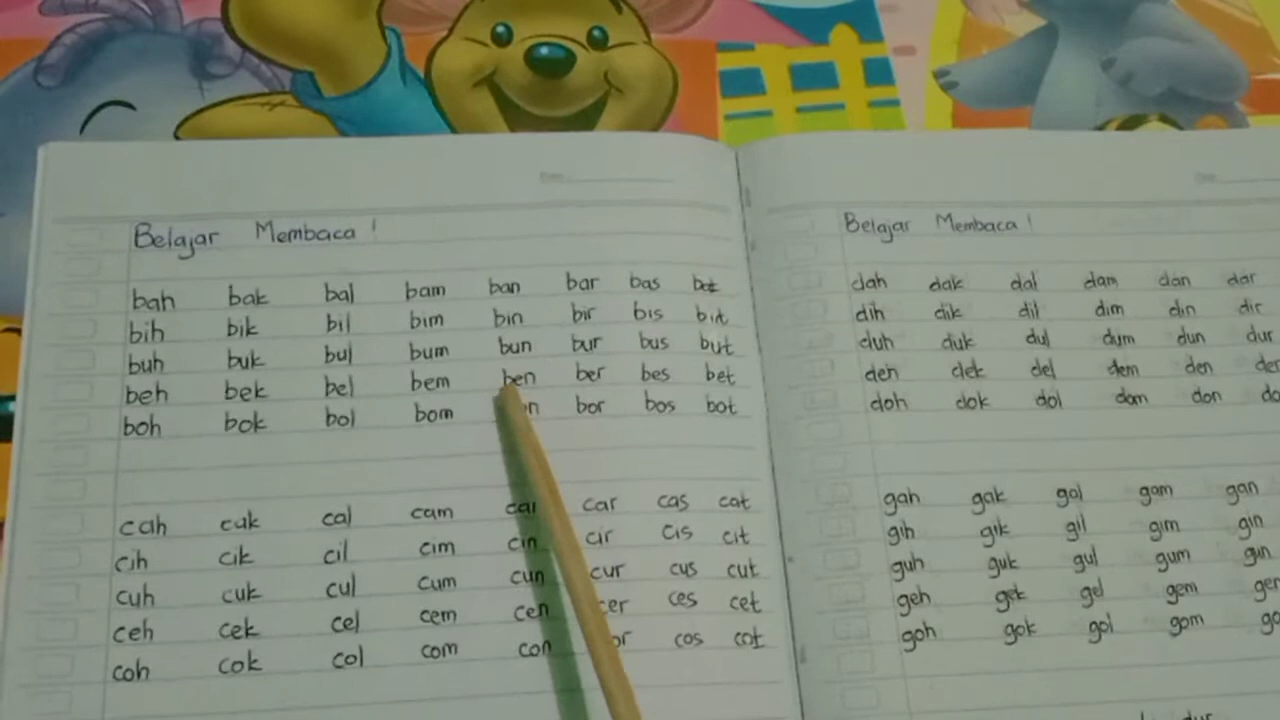 Belajar Membaca!
bah bak bal bam ban bar bas bat
bih bik bil bim bin bir bis bit
buh buk bul bum bun bur bus but
beh bek bel bem ben ber bes bet
boh bok bol bom bor bos bot
cah cak cal cam car cas cat
cih cik cil cim cin cir cis cit
cuh cuk cul cum cun cur cus cut
ceh cek cel cem cen ces cet
coh cok col com con cos cot
Belajar Membaca!
dah dak dal dam dan dar
dih dik dil dim din dir
duh duk dul dum dun dur
deh dek del dem den der
doh dok dol dom don
gah gak gal gam gan
gih gik gil gim gin
guh guk gul gum gun
geh gek gel gem
goh gok gol gom